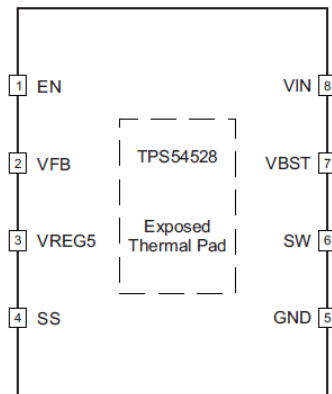 1 EN
VIN 8
2 VFB
TPS54528
VBST 7
3 VREG5
Exposed
Thermal Pad
SW 6
4 SS
GND 5